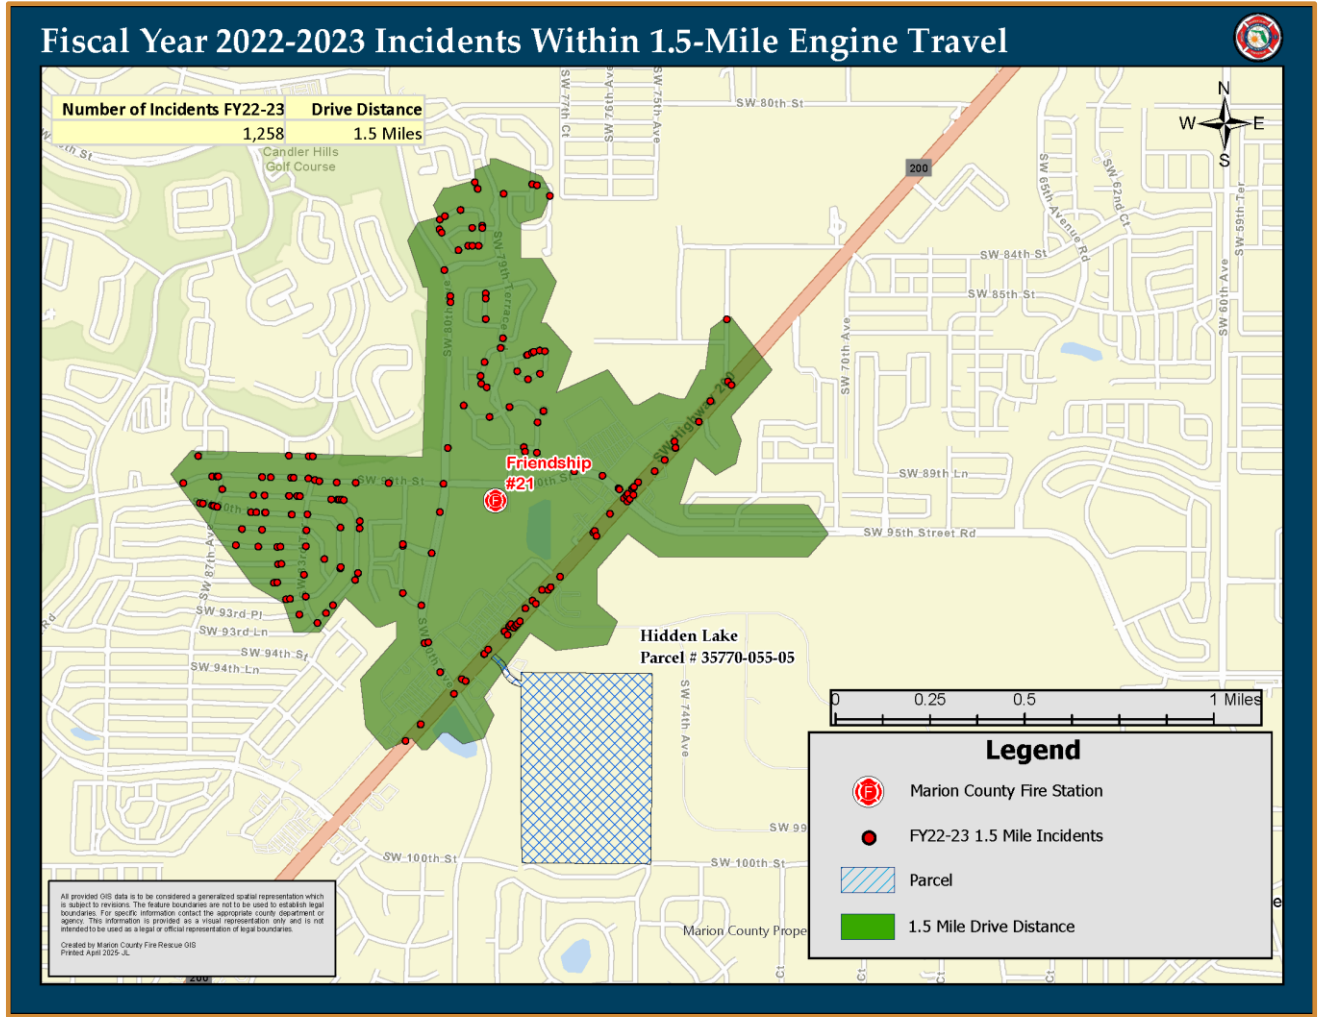 Fiscal Year 2022-2023 Incidents Within 1.5-Mile Engine Travel
Number of Incidents FY22-23 Drive Distance
1,258 1.5 Miles
Candler Hills
Golf Course
SW 77th Ct
SW 76th Ave
SW 75th Ave
SW 80th St
200
N
W E
S
SW 65th Avenue Rd
SW 62nd Ct
SW 59th Ter
SW 60th Ave
SW 84th St
SW 85th St
SW 70th Ave
SW 79th Terrace
SW 80th Ave
SW Highway 200
SW 89th Ln
SW 95th Street Rd
Friendship
#21
SW 87th Ave
SW 93rd Pl
SW 93rd Ln
SW 94th St
SW 94th Ln
Rd
Hidden Lake
Parcel # 35770-055-05
SW 74th Ave
SW 99
SW 100th St
SW 100th St
Marion County Prope
Ct
Ct
Ct
e
200
0 0.25 0.5 1 Miles
Legend
F Marion County Fire Station
FY22-23 1.5 Mile Incidents
Parcel
1.5 Mile Drive Distance
All provided GIS data is to be considered a generalized spatial representation which
is subject to revisions. The feature boundaries are not to be used to establish legal
boundaries. For specific information contact the appropriate county department or
agency. This information is provided as a visual representation only and is not
intended to be used as a legal or official representation of legal boundaries.
Created by Marion County Fire Rescue GIS
Printed: April 2025- JL